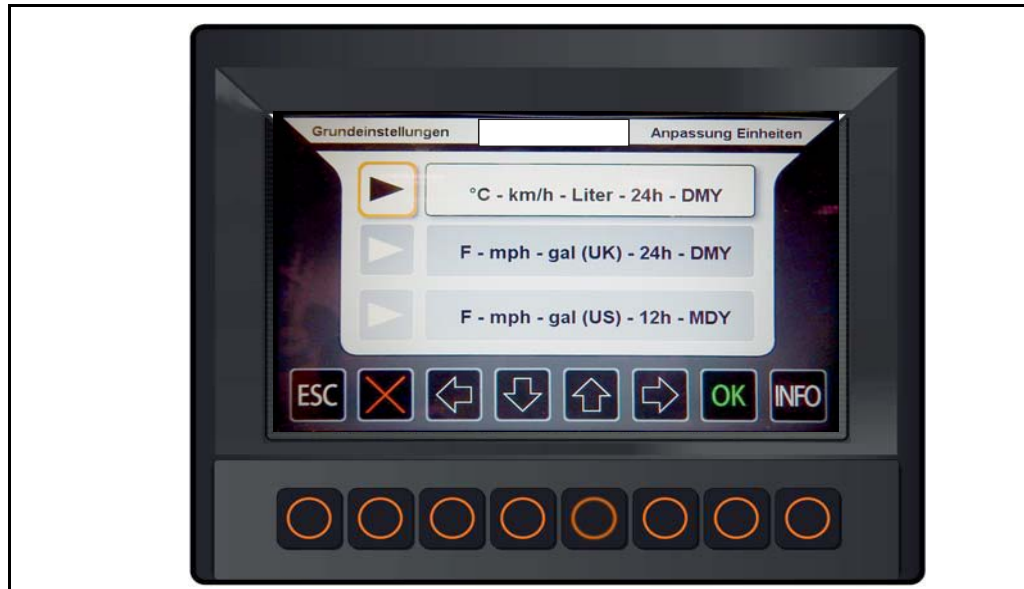 Grundeinstellungen Anpassung Einheiten
°C - km/h - Liter - 24h - DMY
F - mph - gal (UK) - 24h - DMY
F - mph - gal (US) - 12h - MDY
ESC OK INFO